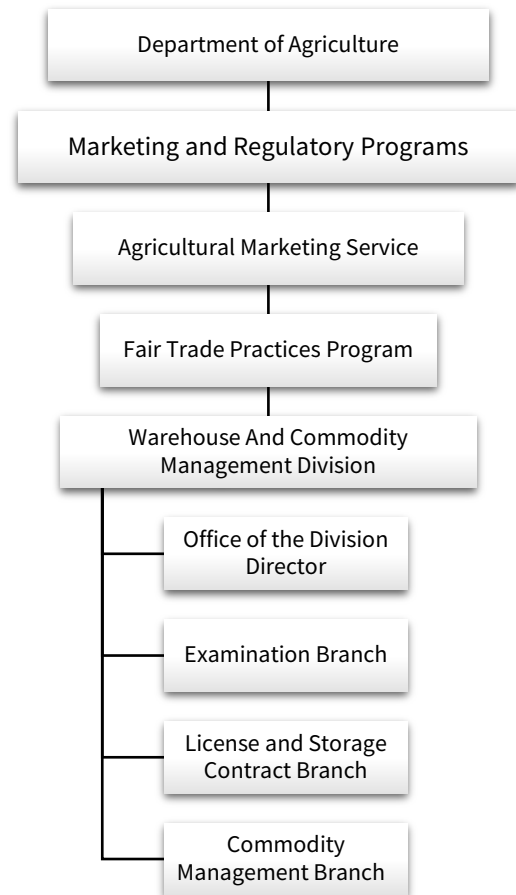 Department of Agriculture
Marketing and Regulatory Programs
Agricultural Marketing Service
Fair Trade Practices Program
Warehouse And Commodity
Management Division
Office of the Division
Director
Examination Branch
License and Storage
Contract Branch
Commodity
Management Branch